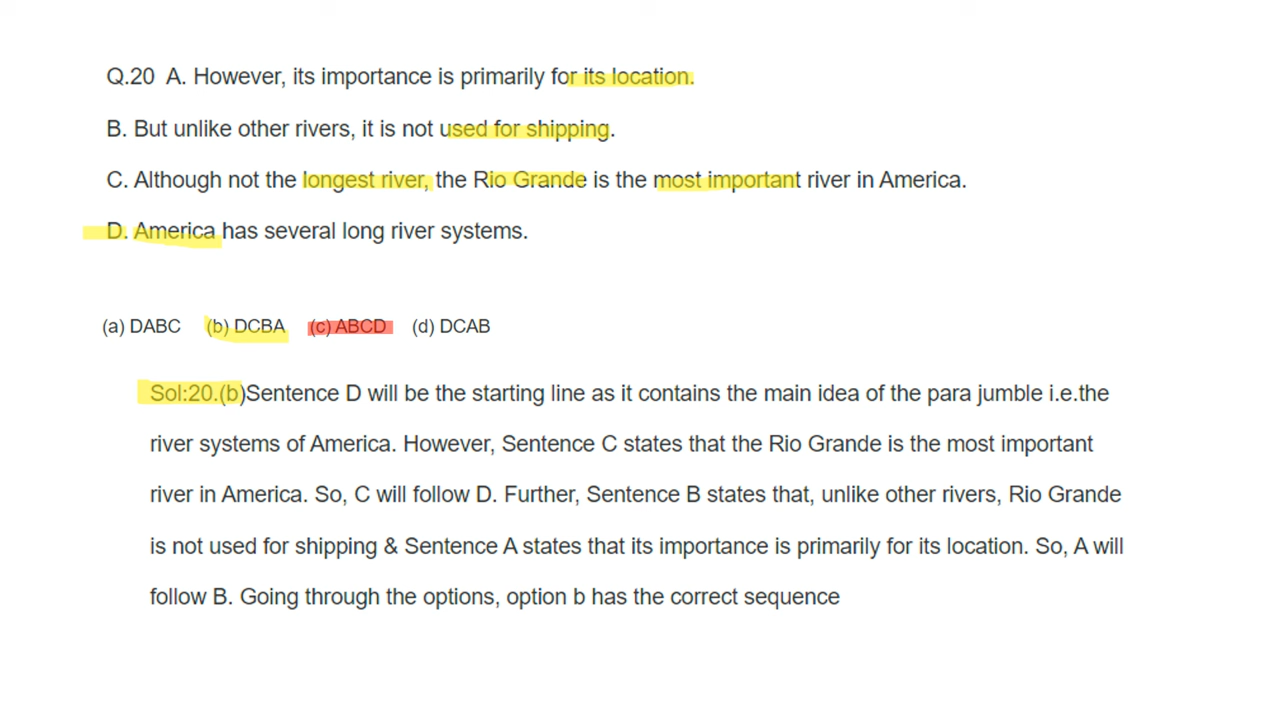 Q.20 A. However, its importance is primarily for its location.
B. But unlike other rivers, it is not used for shipping.
C. Although not the longest river, the Rio Grande is the most important river in America.
D. America has several long river systems.
(a) DABC (b) DCBA (c) ABCD (d) DCAB
Sol:20.(b)Sentence D will be the starting line as it contains the main idea of the para jumble i.e.the
river systems of America. However, Sentence C states that the Rio Grande is the most important
river in America. So, C will follow D. Further, Sentence B states that, unlike other rivers, Rio Grande
is not used for shipping & Sentence A states that its importance is primarily for its location. So, A will
follow B. Going through the options, option b has the correct sequence